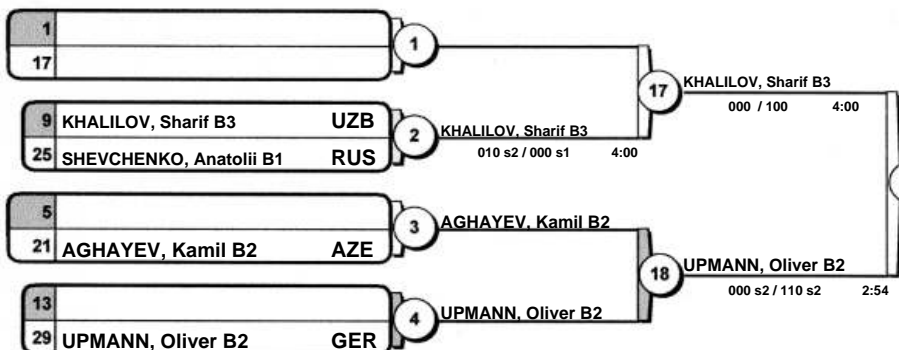 1
17
1
9 KHALILOV, Sharif B3 UZB
25 SHEVCHENKO, Anatolii B1 RUS
2
KHALILOV, Sharif B3
010 s2 / 000 s1 4:00
17
KHALILOV, Sharif B3
000 / 100 4:00
5
21 AGHAYEV, Kamil B2 AZE
3
AGHAYEV, Kamil B2
13
29 UPMANN, Oliver B2 GER
4
UPMANN, Oliver B2
18
UPMANN, Oliver B2
000 s2 / 110 s2 2:54